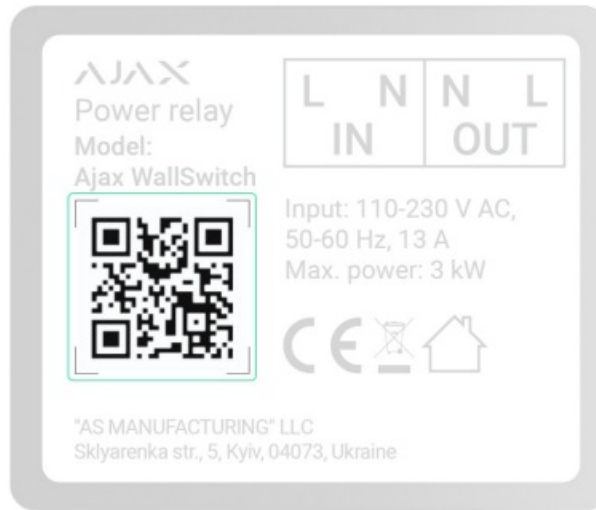 AJAX
Power relay
Model:
Ajax WallSwitch
L N N L
IN OUT
Input: 110-230 V AC,
50-60 Hz, 13 A
Max. power: 3 kW
CE
"AS MANUFACTURING" LLC
Sklyarenka str., 5, Kyiv, 04073, Ukraine